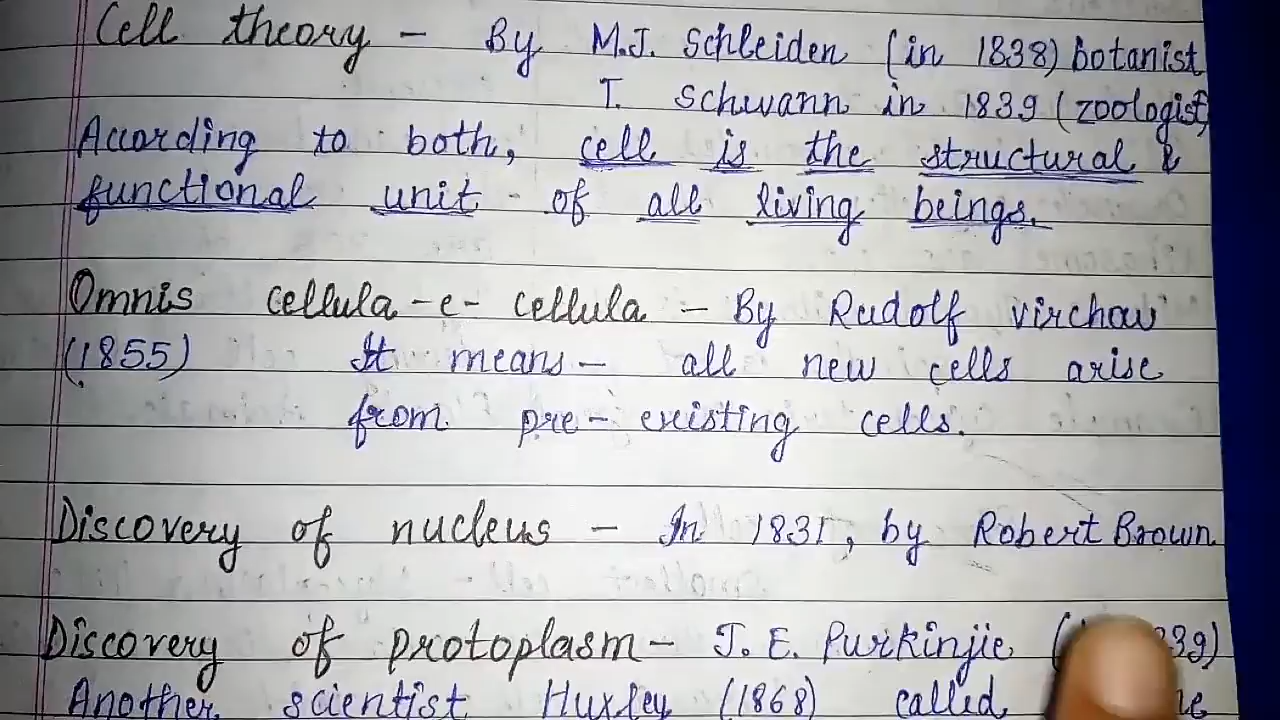 Cell theory - By M.J. Schleiden (in 1838) botanist
T. Schwann in 1839 (zoologist)
According to both, cell is the structural &
functional unit of all living beings.
Omnis cellula-e-cellula - By Rudolf virchow
(1855) It means- all new cells arise
from pre-existing cells.
Discovery of nucleus - In 1831, by Robert Brown
Discovery of protoplasm- J. E. Purkinjie ( 39)
Another scientist Huxley (1868) called